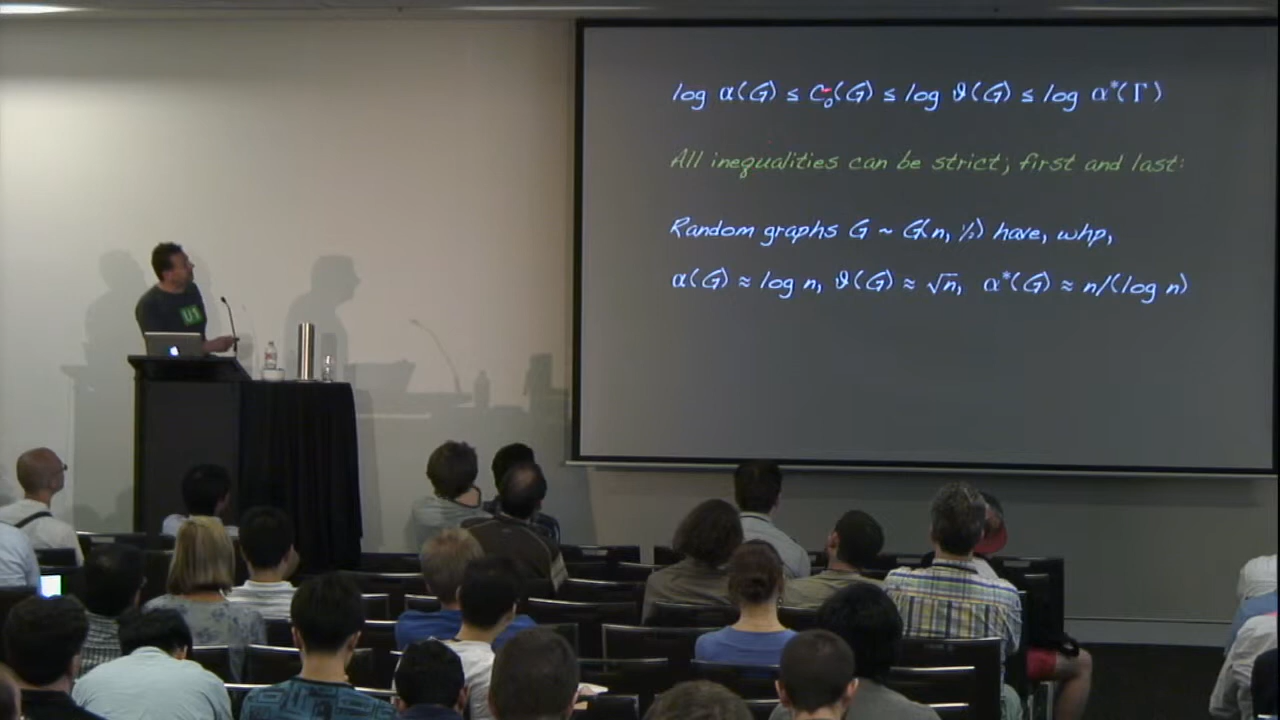 log α(G) ≤ C₀(G) ≤ log ϑ(G) ≤ log α*(Γ)
All inequalities can be strict; first and last:
Random graphs G ~ G(n, ½) have, whp,
α(G) ≈ log n, ϑ(G) ≈ √n, α*(G) ≈ n/(log n)